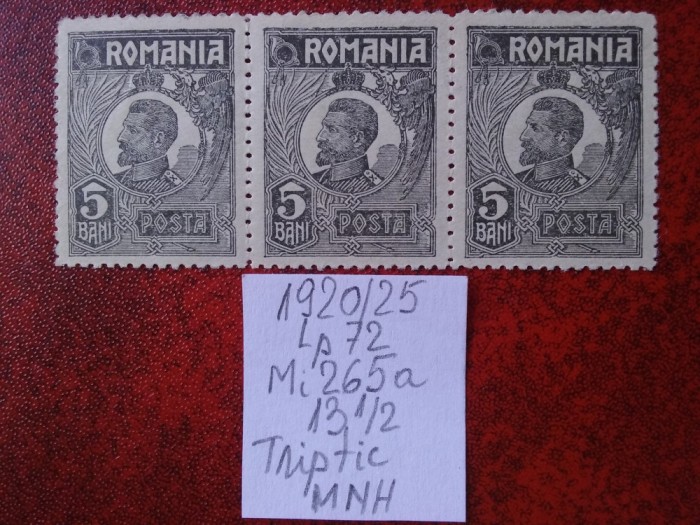 ROMANIA ROMANIA ROMANIA
5 BANI POSTA 5 BANI POSTA 5 BANI POSTA
1920/25
Lp 72
Mi 265a
13 1/2
Triptic
MNH